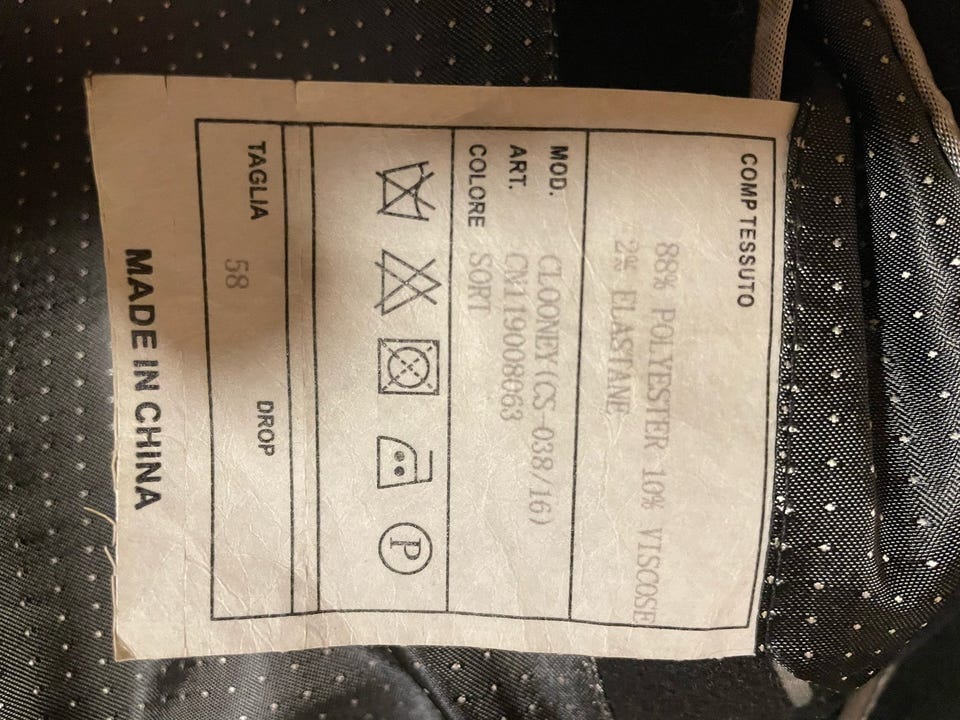 COMP TESSUTO
88% POLYESTER 10% VISCOSE
2% ELASTANE
MOD. CLOONEY(CS-038/16)
ART. CN119008063
COLORE SORT
P
TAGLIA 58 DROP
MADE IN CHINA